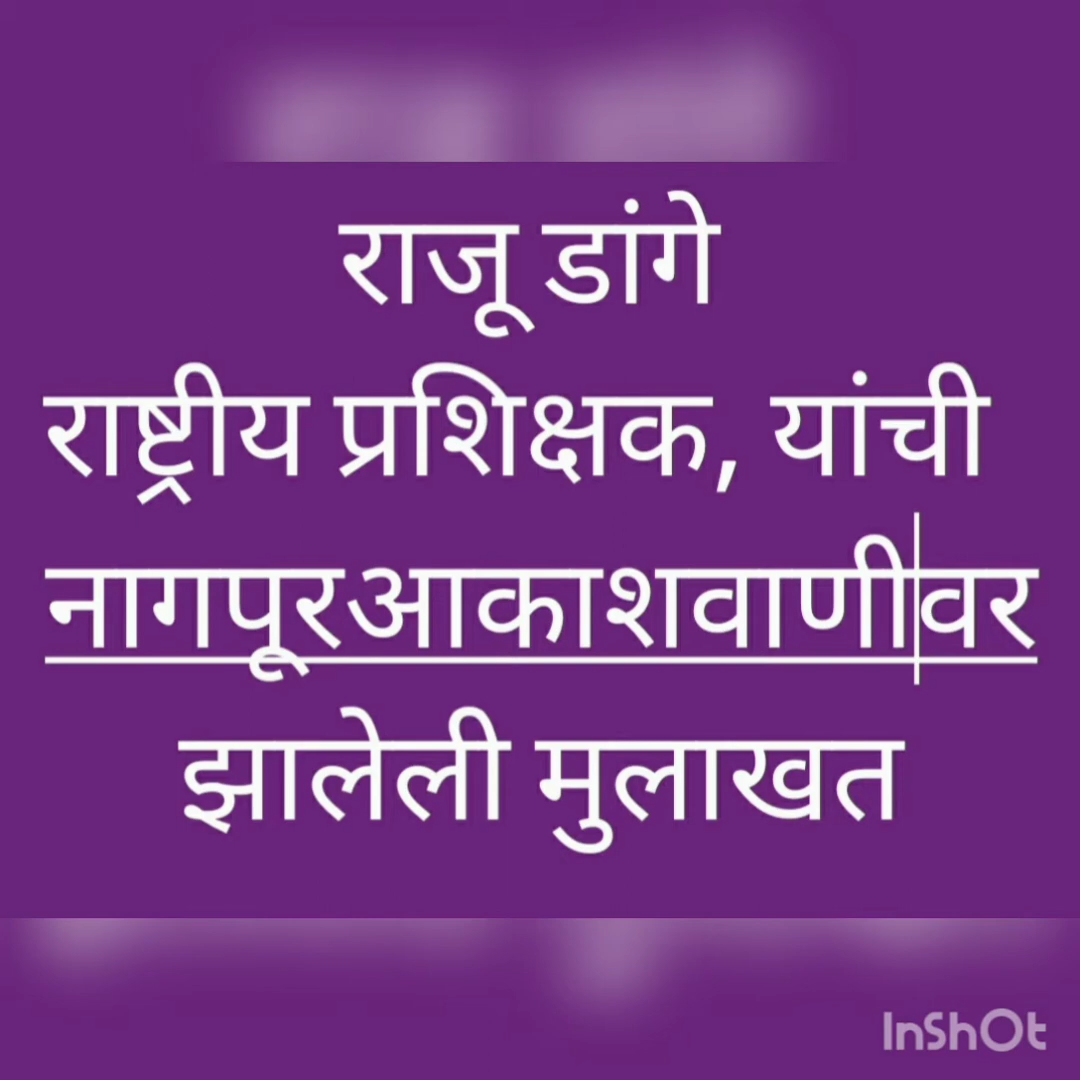 राजू डांगे
राष्ट्रीय प्रशिक्षक, यांची
नागपूरआकाशवाणीवर
झालेली मुलाखत
InShOt